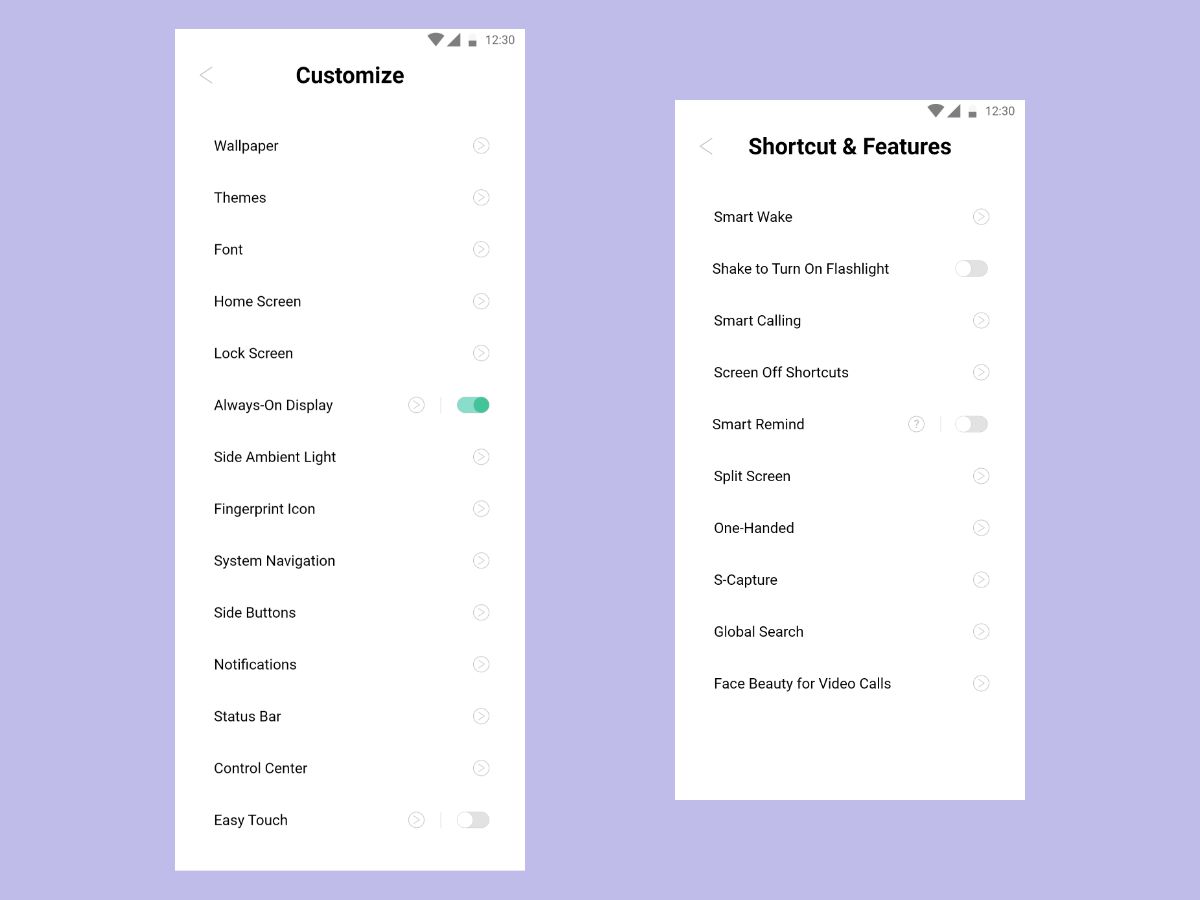 12:30
Customize
Wallpaper
Themes
Font
Home Screen
Lock Screen
Always-On Display
Side Ambient Light
Fingerprint Icon
System Navigation
Side Buttons
Notifications
Status Bar
Control Center
Easy Touch
12:30
Shortcut & Features
Smart Wake
Shake to Turn On Flashlight
Smart Calling
Screen Off Shortcuts
Smart Remind ?
Split Screen
One-Handed
S-Capture
Global Search
Face Beauty for Video Calls